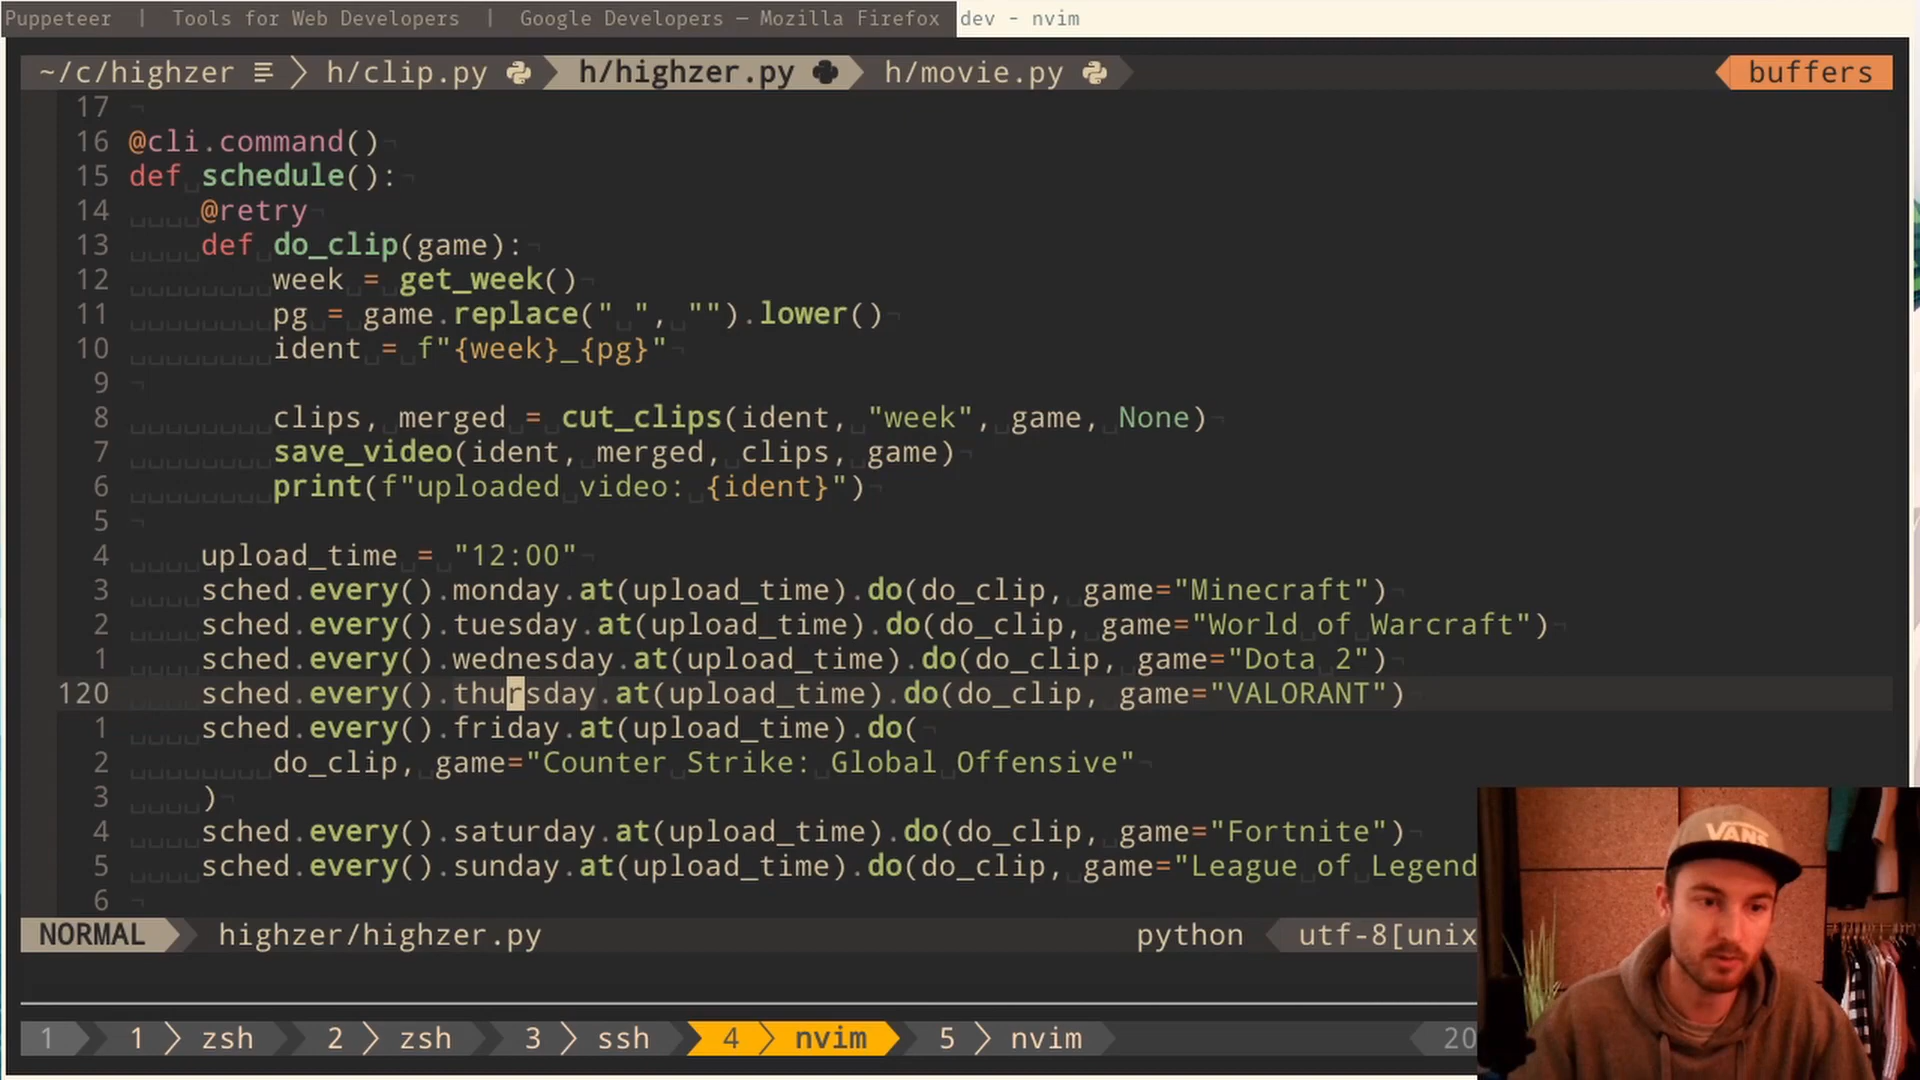 Puppeteer | Tools for Web Developers | Google Developers — Mozilla Firefox dev - nvim
~/c/highzer h/clip.py h/highzer.py h/movie.py buffers
17
16 @cli.command()
15 def schedule():
14 @retry
13 def do_clip(game):
12 week = get_week()
11 pg = game.replace(" ", "").lower()
10 ident = f"{week}_{pg}"
9
8 clips, merged = cut_clips(ident, "week", game, None)
7 save_video(ident, merged, clips, game)
6 print(f"uploaded video: {ident}")
5
4 upload_time = "12:00"
3 sched.every().monday.at(upload_time).do(do_clip, game="Minecraft")
2 sched.every().tuesday.at(upload_time).do(do_clip, game="World of Warcraft")
1 sched.every().wednesday.at(upload_time).do(do_clip, game="Dota 2")
120 sched.every().thursday.at(upload_time).do(do_clip, game="VALORANT")
1 sched.every().friday.at(upload_time).do(
2 do_clip, game="Counter Strike: Global Offensive"
3 )
4 sched.every().saturday.at(upload_time).do(do_clip, game="Fortnite")
5 sched.every().sunday.at(upload_time).do(do_clip, game="League of Legend
6
VANS
NORMAL highzer/highzer.py python utf-8[unix
1 1 zsh 2 zsh 3 ssh 4 nvim 5 nvim 20